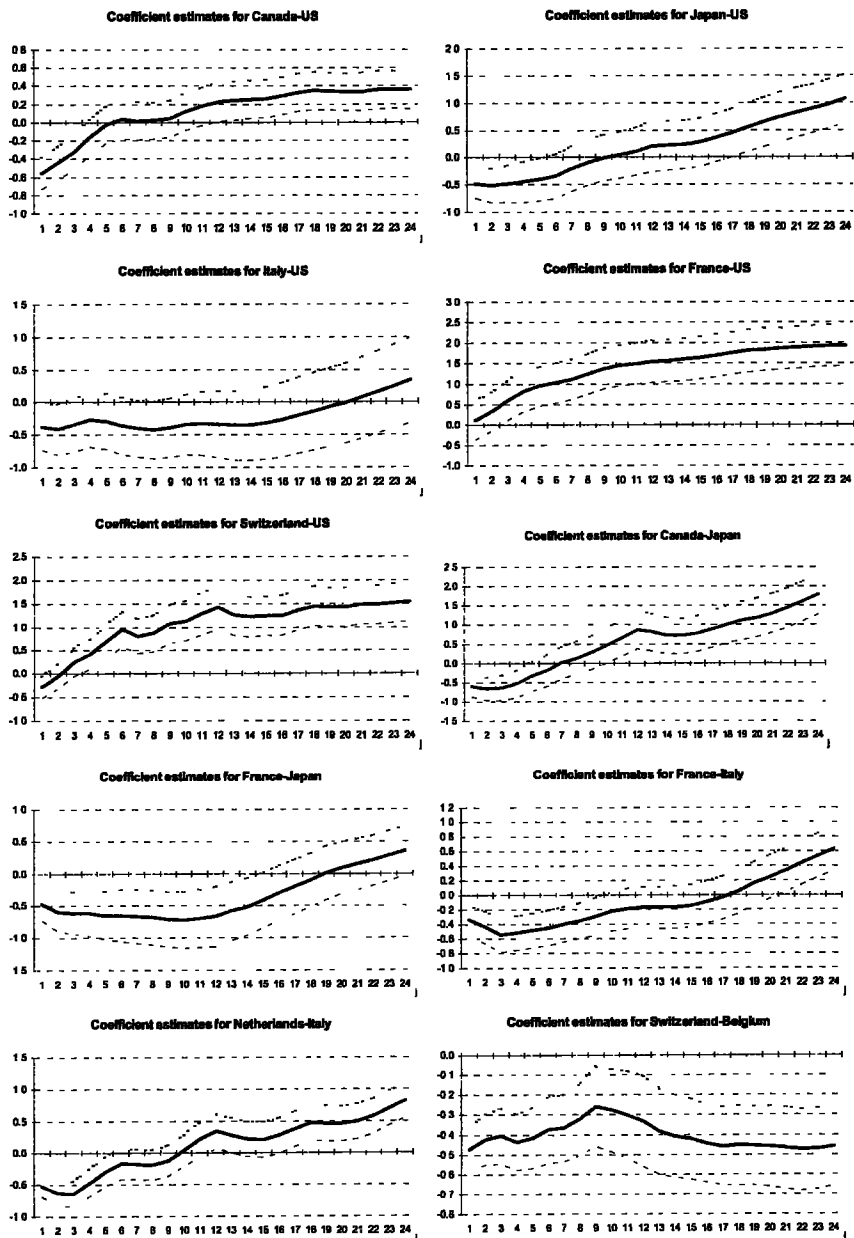 Coefficient estimates for Canada-US
0 8
0.6
0.4
0.2
0.0
-0.2
-0.4
-0.6
-0.8
-1 0
1 2 3 4 5 6 7 8 9 10 11 12 13 14 15 16 17 18 19 20 21 22 23 24
j
Coefficient estimates for Japan-US
2 0
1.5
1.0
0.5
0.0
-0.5
-1 0
1 2 3 4 5 6 7 8 9 10 11 12 13 14 15 16 17 18 19 20 21 22 23 24
j
Coefficient estimates for Italy-US
1.5
1.0
0.5
0.0
-0.5
-1.0
1 2 3 4 5 6 7 8 9 10 11 12 13 14 15 16 17 18 19 20 21 22 23 24
j
Coefficient estimates for France-US
3.0
2.5
2 0
1.5
1.0
0.5
0.0
-0 5
-1.0
1 2 3 4 5 6 7 8 9 10 11 12 13 14 15 16 17 18 19 20 21 22 23 24
j
Coefficient estimates for Switzerland-US
2.5
2.0
1.5
1.0
0.5
0.0
-0.5
-1 0
1 2 3 4 5 6 7 8 9 10 11 12 13 14 15 16 17 18 19 20 21 22 23 24
j
Coefficient estimates for Canada-Japan
2 5
2.0
1.5
1.0
0.5
0.0
-0.5
-1.0
-1.5
1 2 3 4 5 6 7 8 9 10 11 12 13 14 15 16 17 18 19 20 21 22 23 24
j
Coefficient estimates for France-Japan
1 0
0.5
0.0
-0.5
-1.0
1 5
1 2 3 4 5 6 7 8 9 10 11 12 13 14 15 16 17 18 19 20 21 22 23 24
j
Coefficient estimates for France-Italy
1 2
1 0
0.8
0.6
0.4
0.2
0.0
-0.2
-0.4
-0.6
-0.8
-1 0
1 2 3 4 5 6 7 8 9 10 11 12 13 14 15 16 17 18 19 20 21 22 23 24
j
Coefficient estimates for Netherlands-Italy
1.5
1.0
0.5
0.0
-0.5
-1 0
1 2 3 4 5 6 7 8 9 10 11 12 13 14 15 16 17 18 19 20 21 22 23 24
j
Coefficient estimates for Switzerland-Belgium
0.0
-0.1
-0.2
-0.3
-0.4
-0.5
-0.6
-0.7
-0.8
1 2 3 4 5 6 7 8 9 10 11 12 13 14 15 16 17 18 19 20 21 22 23 24
j